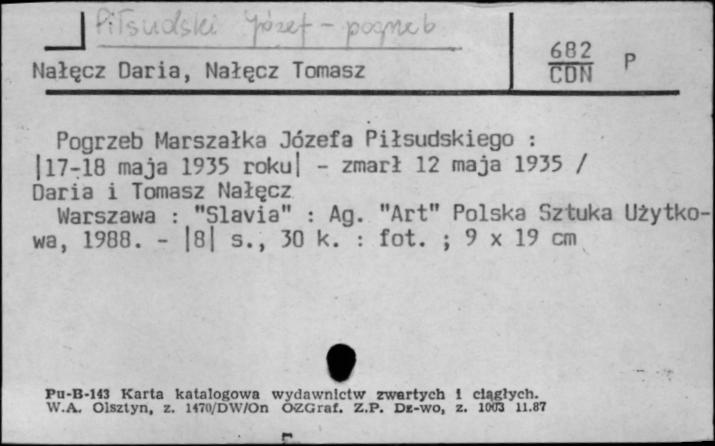 Piłsudski Józef - pogrzeb
Nałęcz Daria, Nałęcz Tomasz
682
CDN
P
Pogrzeb Marszałka Józefa Piłsudskiego :
|17-18 maja 1935 roku| - zmarł 12 maja 1935 /
Daria i Tomasz Nałęcz
Warszawa : "Slavia" : Ag. "Art" Polska Sztuka Użytko-
wa, 1988. - |8| s., 30 k. : fot. ; 9 x 19 cm
Pu-B-143 Karta katalogowa wydawnictw zwartych i ciągłych.
W.A. Olsztyn, z. 1470/DW/On OZGraf. Z.P. Dz-wo, z. 1003 11.87